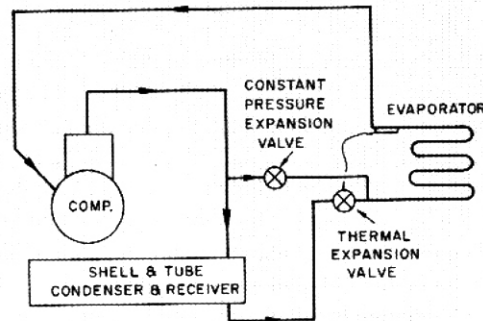 CONSTANT
PRESSURE
EXPANSION
VALVE
EVAPORATOR
COMP.
THERMAL
EXPANSION
VALVE
SHELL & TUBE
CONDENSER & RECEIVER